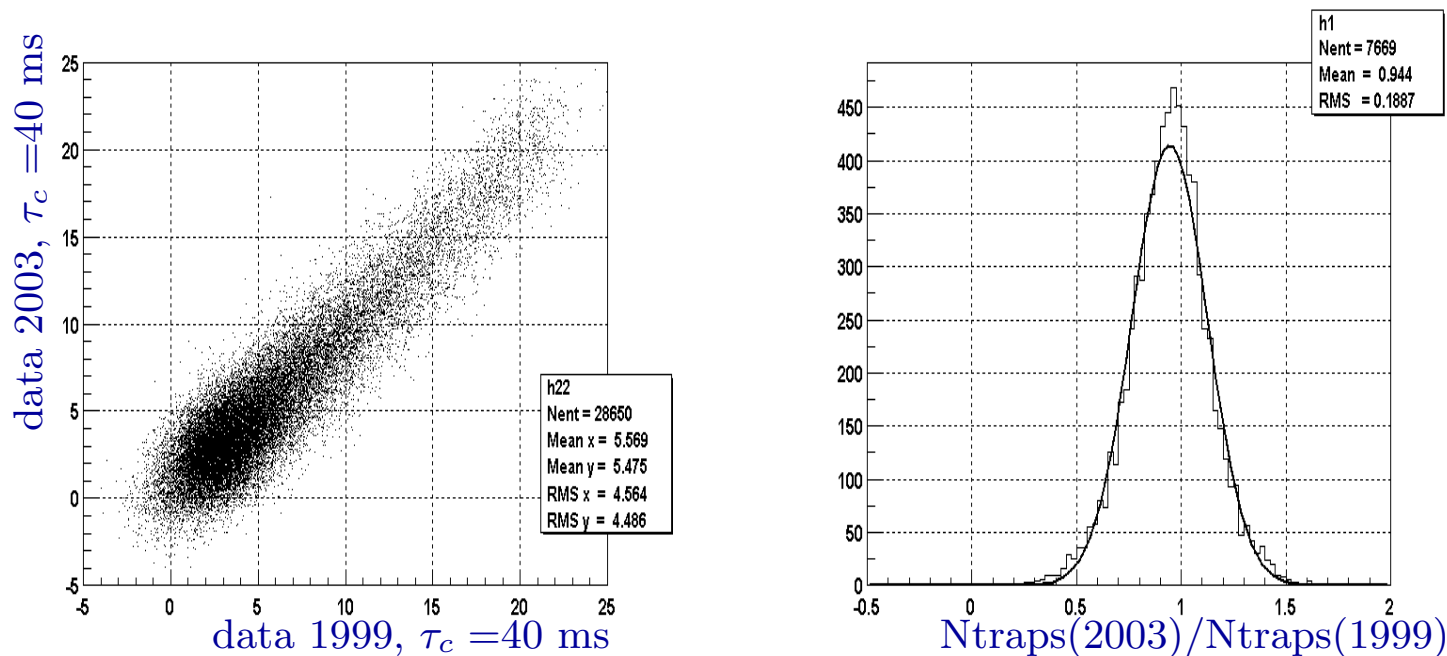 data 2003, τc =40 ms
25
20
15
10
5
0
-5
-5 0 5 10 15 20 25
data 1999, τc =40 ms
h22
Nent = 28650
Mean x = 5.569
Mean y = 5.475
RMS x = 4.564
RMS y = 4.486
h1
Nent = 7669
Mean = 0.944
RMS = 0.1887
450
400
350
300
250
200
150
100
50
0
-0.5 0 0.5 1 1.5 2
Ntraps(2003)/Ntraps(1999)